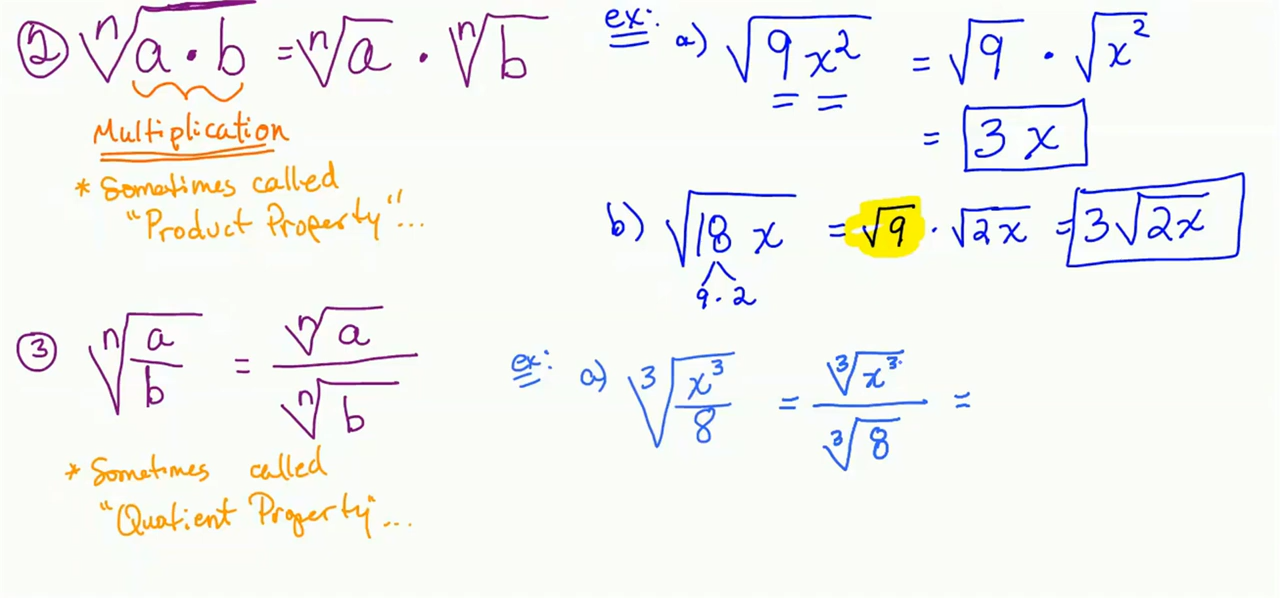 ② ⁿ√(a · b) = ⁿ√a · ⁿ√b
Multiplication
* Sometimes called
"Product Property"...
ex: a) √(9x²) = √9 · √x²
= 3x
b) √(18x) = √9 · √(2x) = 3√(2x)
9 · 2
③ ⁿ√(a/b) = ⁿ√a / ⁿ√b
* Sometimes called
"Quotient Property"...
ex: a) ³√(x³/8) = ³√x³ / ³√8 =